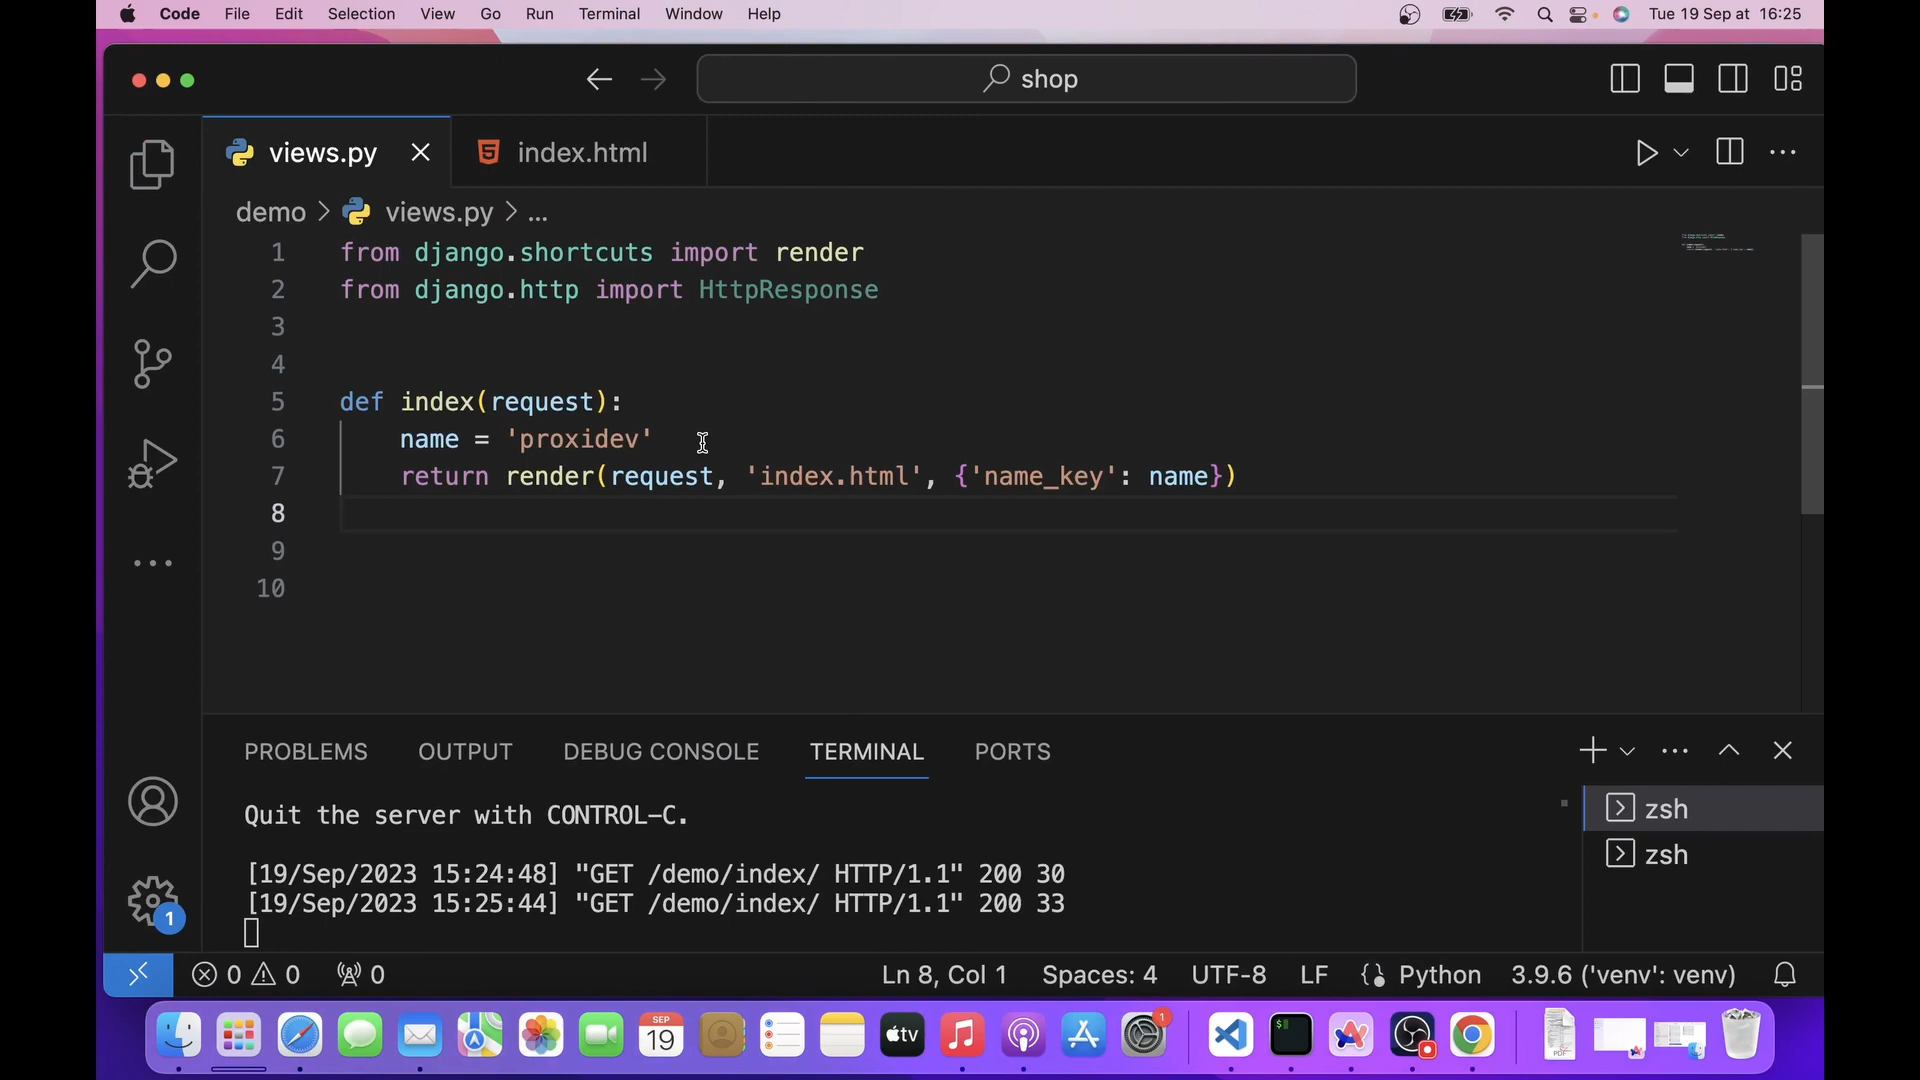 Code File Edit Selection View Go Run Terminal Window Help Tue 19 Sep at 16:25
shop
views.py index.html
demo > views.py > ...
1 from django.shortcuts import render
2 from django.http import HttpResponse
3
4
5 def index(request):
6 name = 'proxidev'
7 return render(request, 'index.html', {'name_key': name})
8
9
10
PROBLEMS OUTPUT DEBUG CONSOLE TERMINAL PORTS
Quit the server with CONTROL-C.
[19/Sep/2023 15:24:48] "GET /demo/index/ HTTP/1.1" 200 30
[19/Sep/2023 15:25:44] "GET /demo/index/ HTTP/1.1" 200 33
zsh
zsh
1
0 0 0 Ln 8, Col 1 Spaces: 4 UTF-8 LF Python 3.9.6 ('venv': venv)
SEP
19
tv
1
PDF